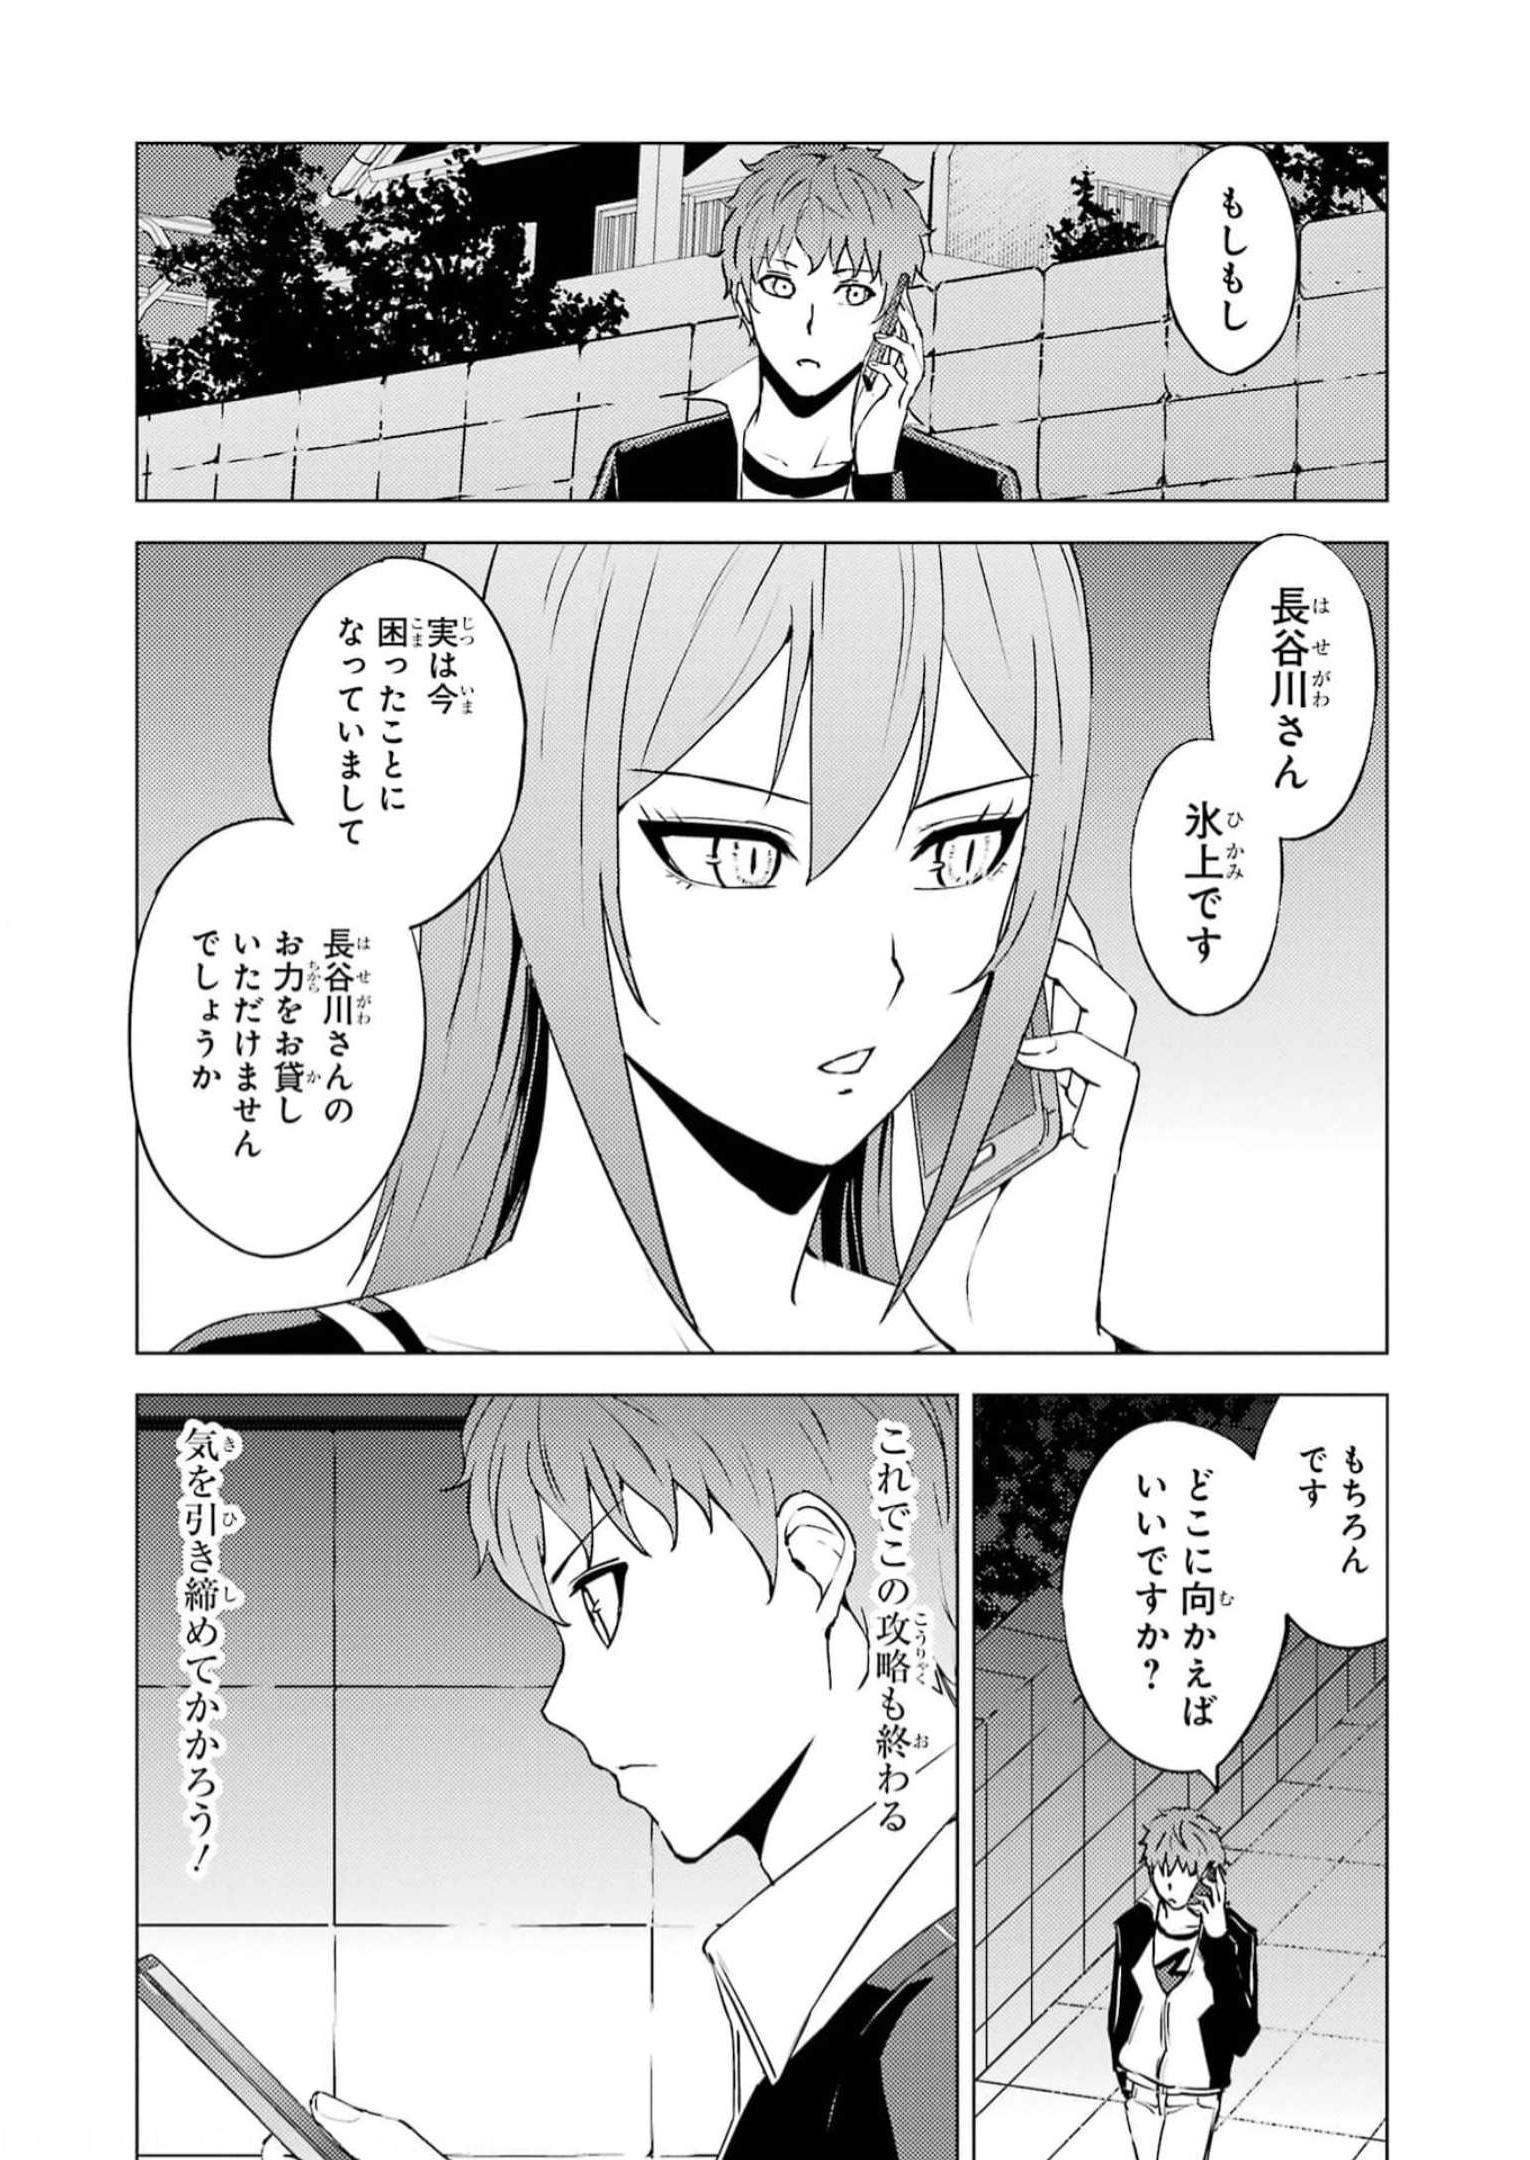 もしもし
長谷川さん
氷上です
実は今
困ったことに
なっていまして
長谷川さんの
お力をお貸し
いただけません
でしょうか
もちろん
です
どこに向かえば
いいですか？
これでこの攻略も終わる
気を引き締めてかかろう！